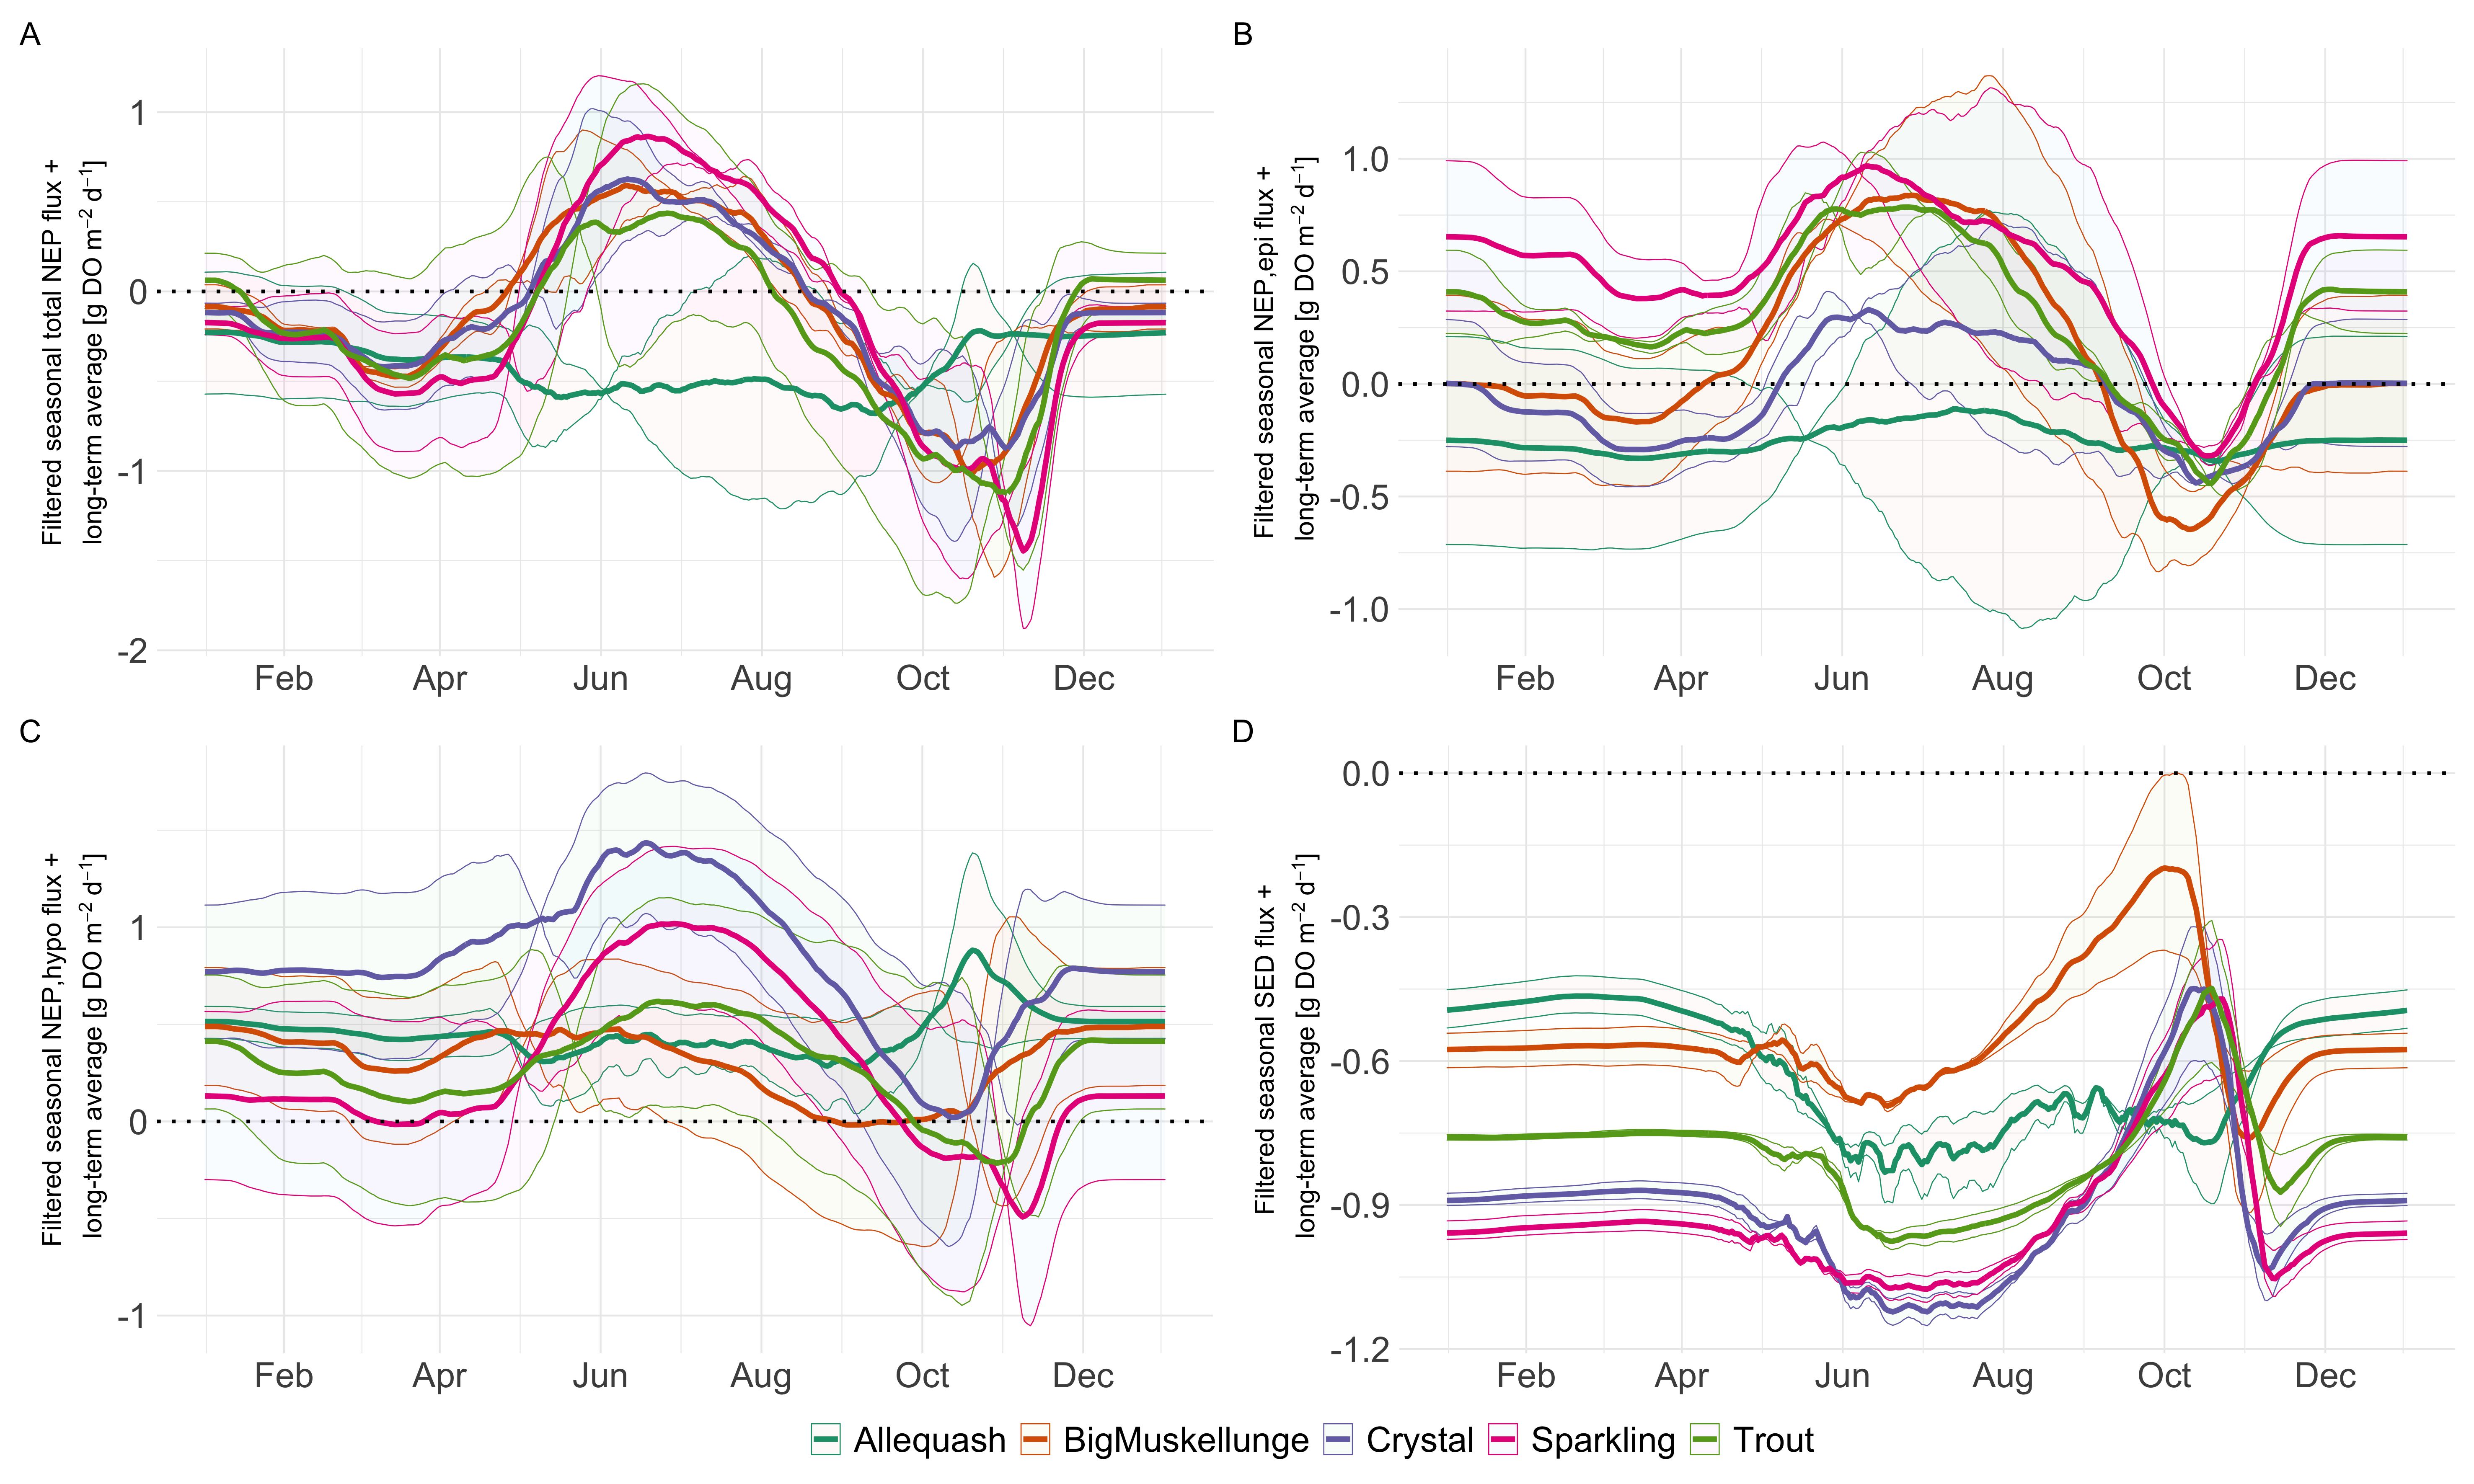 A
Filtered seasonal total NEP flux +
long-term average [g DO m⁻² d⁻¹]
1
0
-1
-2
Feb Apr Jun Aug Oct Dec
B
Filtered seasonal NEP,epi flux +
long-term average [g DO m⁻² d⁻¹]
1.0
0.5
0.0
-0.5
-1.0
Feb Apr Jun Aug Oct Dec
C
Filtered seasonal NEP,hypo flux +
long-term average [g DO m⁻² d⁻¹]
1
0
-1
Feb Apr Jun Aug Oct Dec
D
Filtered seasonal SED flux +
long-term average [g DO m⁻² d⁻¹]
0.0
-0.3
-0.6
-0.9
-1.2
Feb Apr Jun Aug Oct Dec
Allequash BigMuskellunge Crystal Sparkling Trout